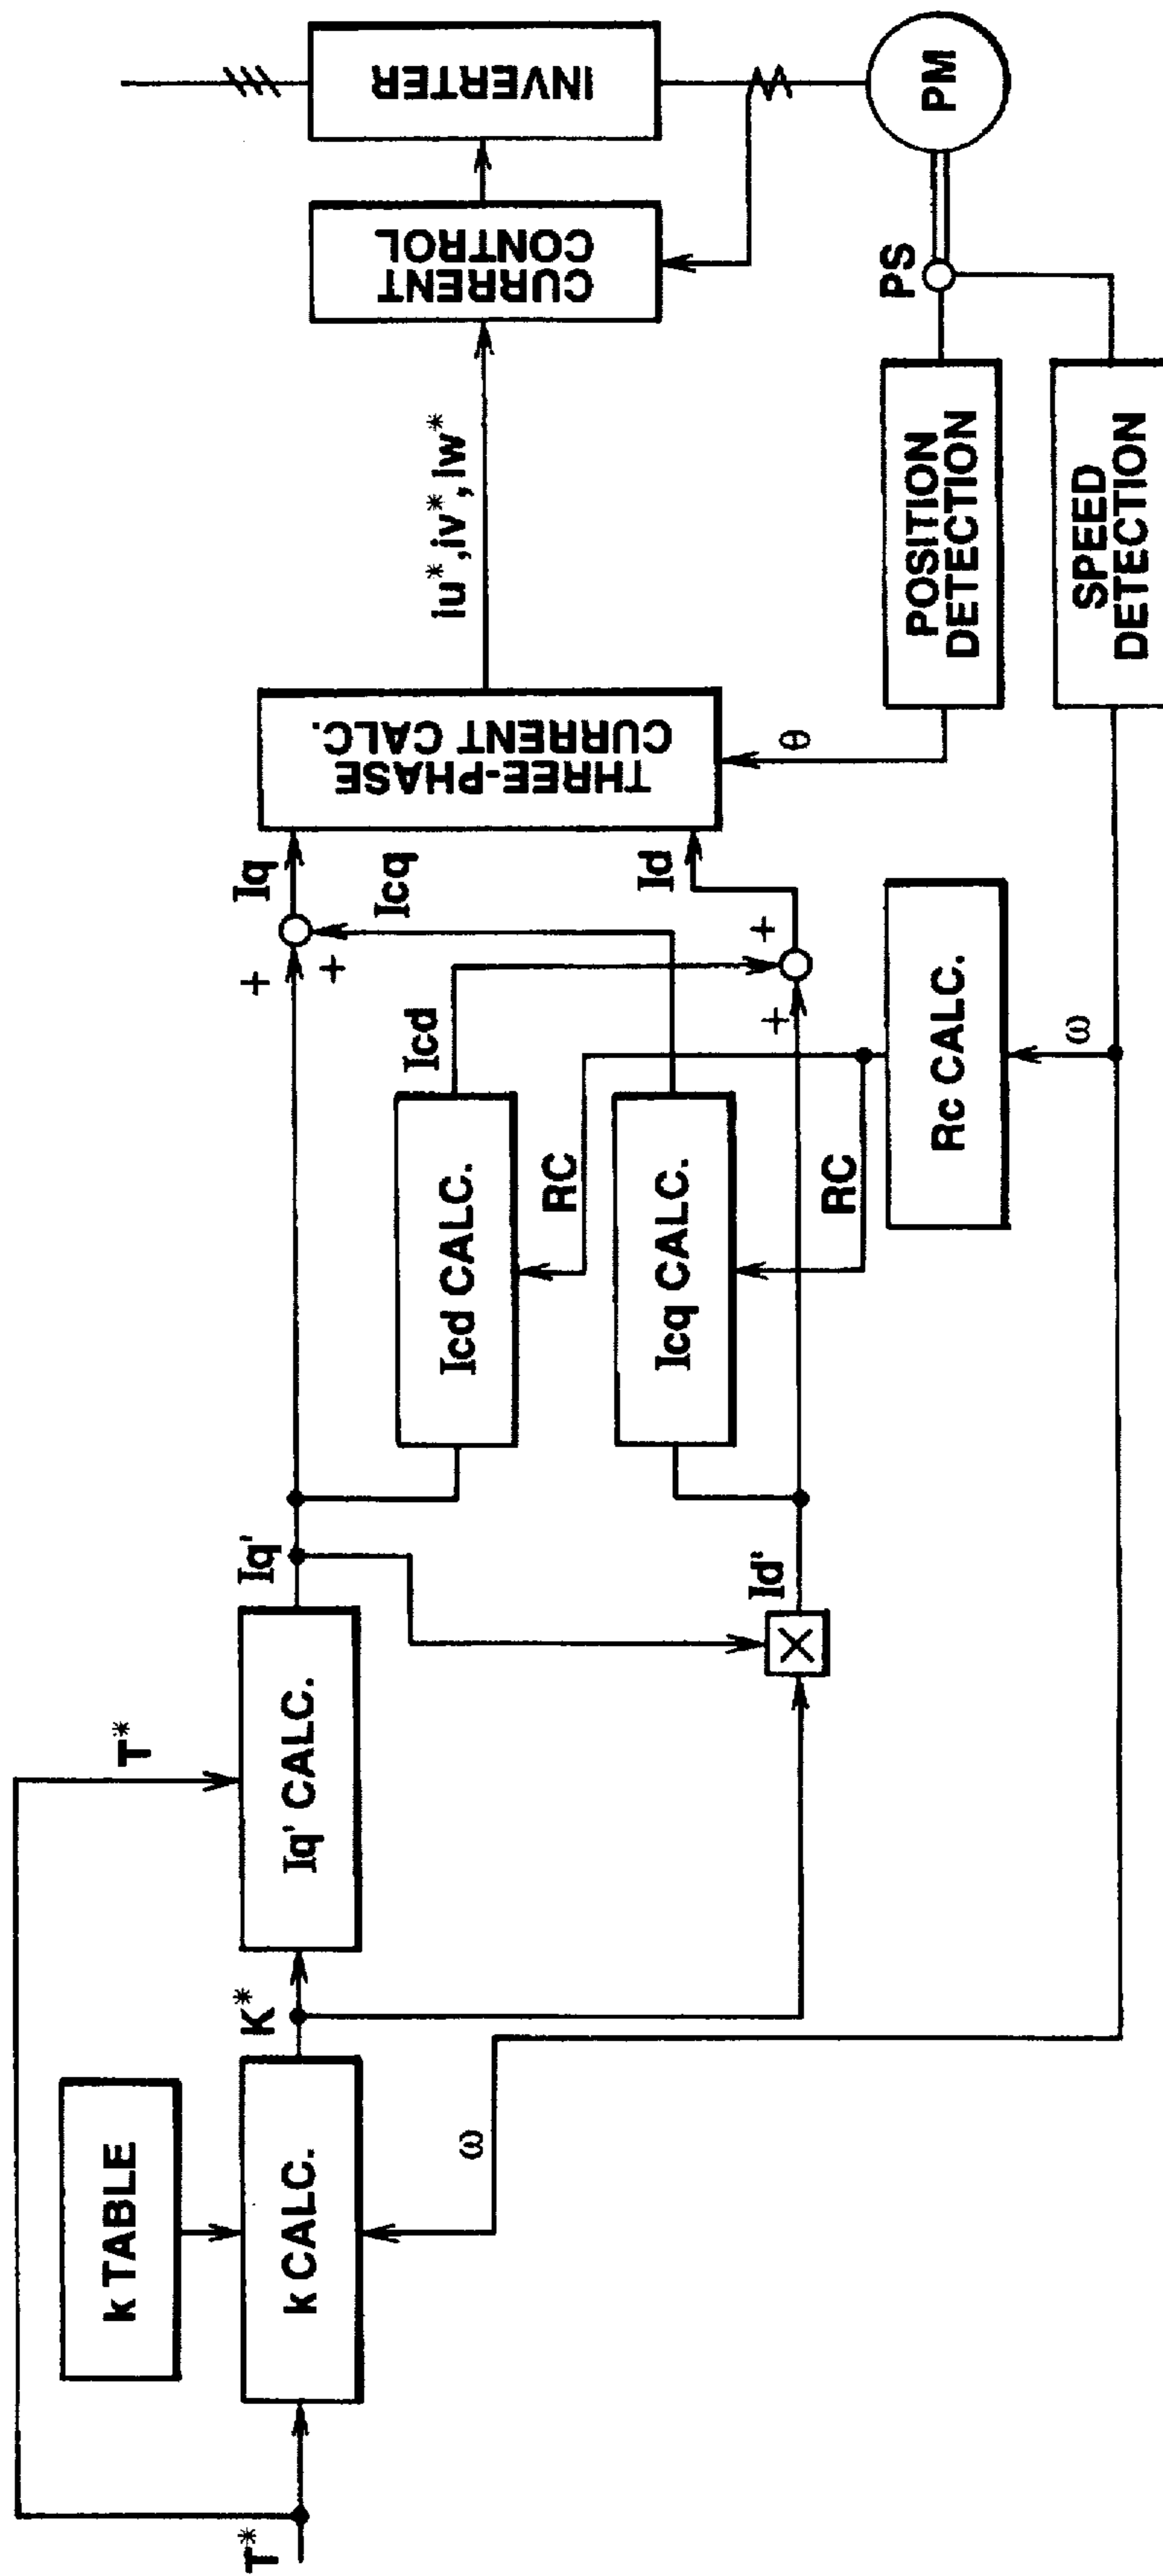 T*
T*
k TABLE
k CALC.
ω
K*
Iq' CALC.
Iq'
Id'
Icd CALC.
Icd
RC
Icq CALC.
Icq
RC
Rc CALC.
ω
+
+
Iq
+
+
Id
THREE-PHASE
CURRENT CALC.
θ
iu*,iv*,iw*
CURRENT
CONTROL
INVERTER
POSITION
DETECTION
SPEED
DETECTION
PS
PM